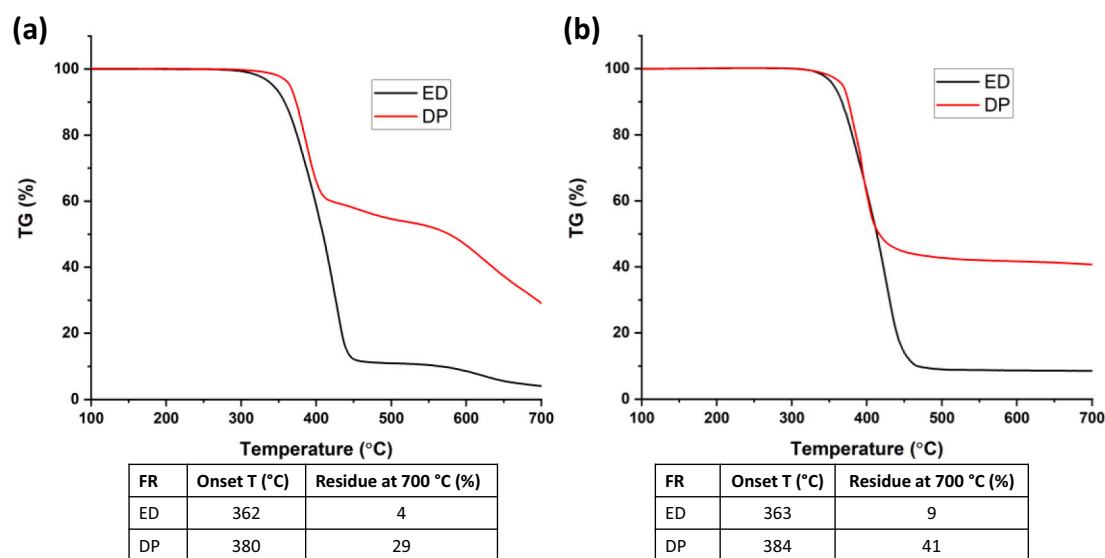 (a)
100
80
60
40
20
0
TG (%)
ED
DP
100 200 300 400 500 600 700
Temperature (°C)
FR Onset T (°C) Residue at 700 °C (%)
ED 362 4
DP 380 29
(b)
100
80
60
40
20
0
TG (%)
ED
DP
100 200 300 400 500 600 700
Temperature (°C)
FR Onset T (°C) Residue at 700 °C (%)
ED 363 9
DP 384 41